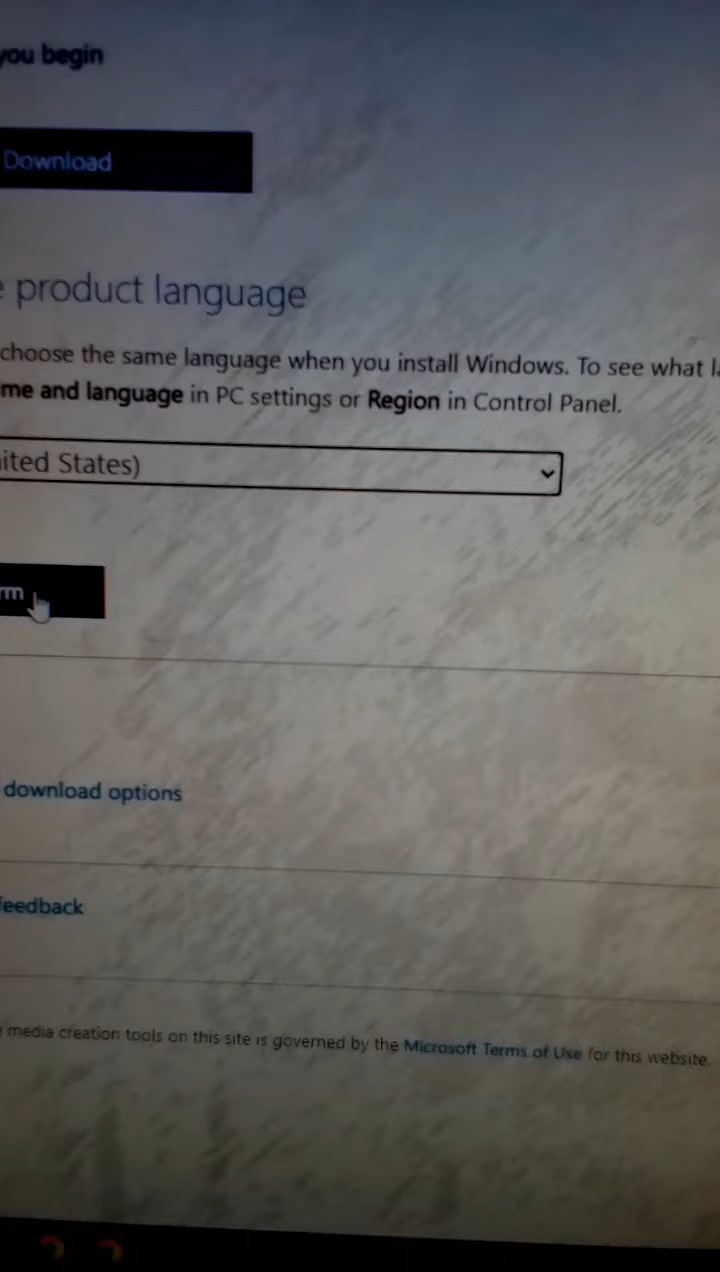 you begin
Download
product language
choose the same language when you install Windows. To see what
me and language in PC settings or Region in Control Panel.
ited States)
rm
download options
feedback
media creation tools on this site is governed by the Microsoft Terms of Use for this website.